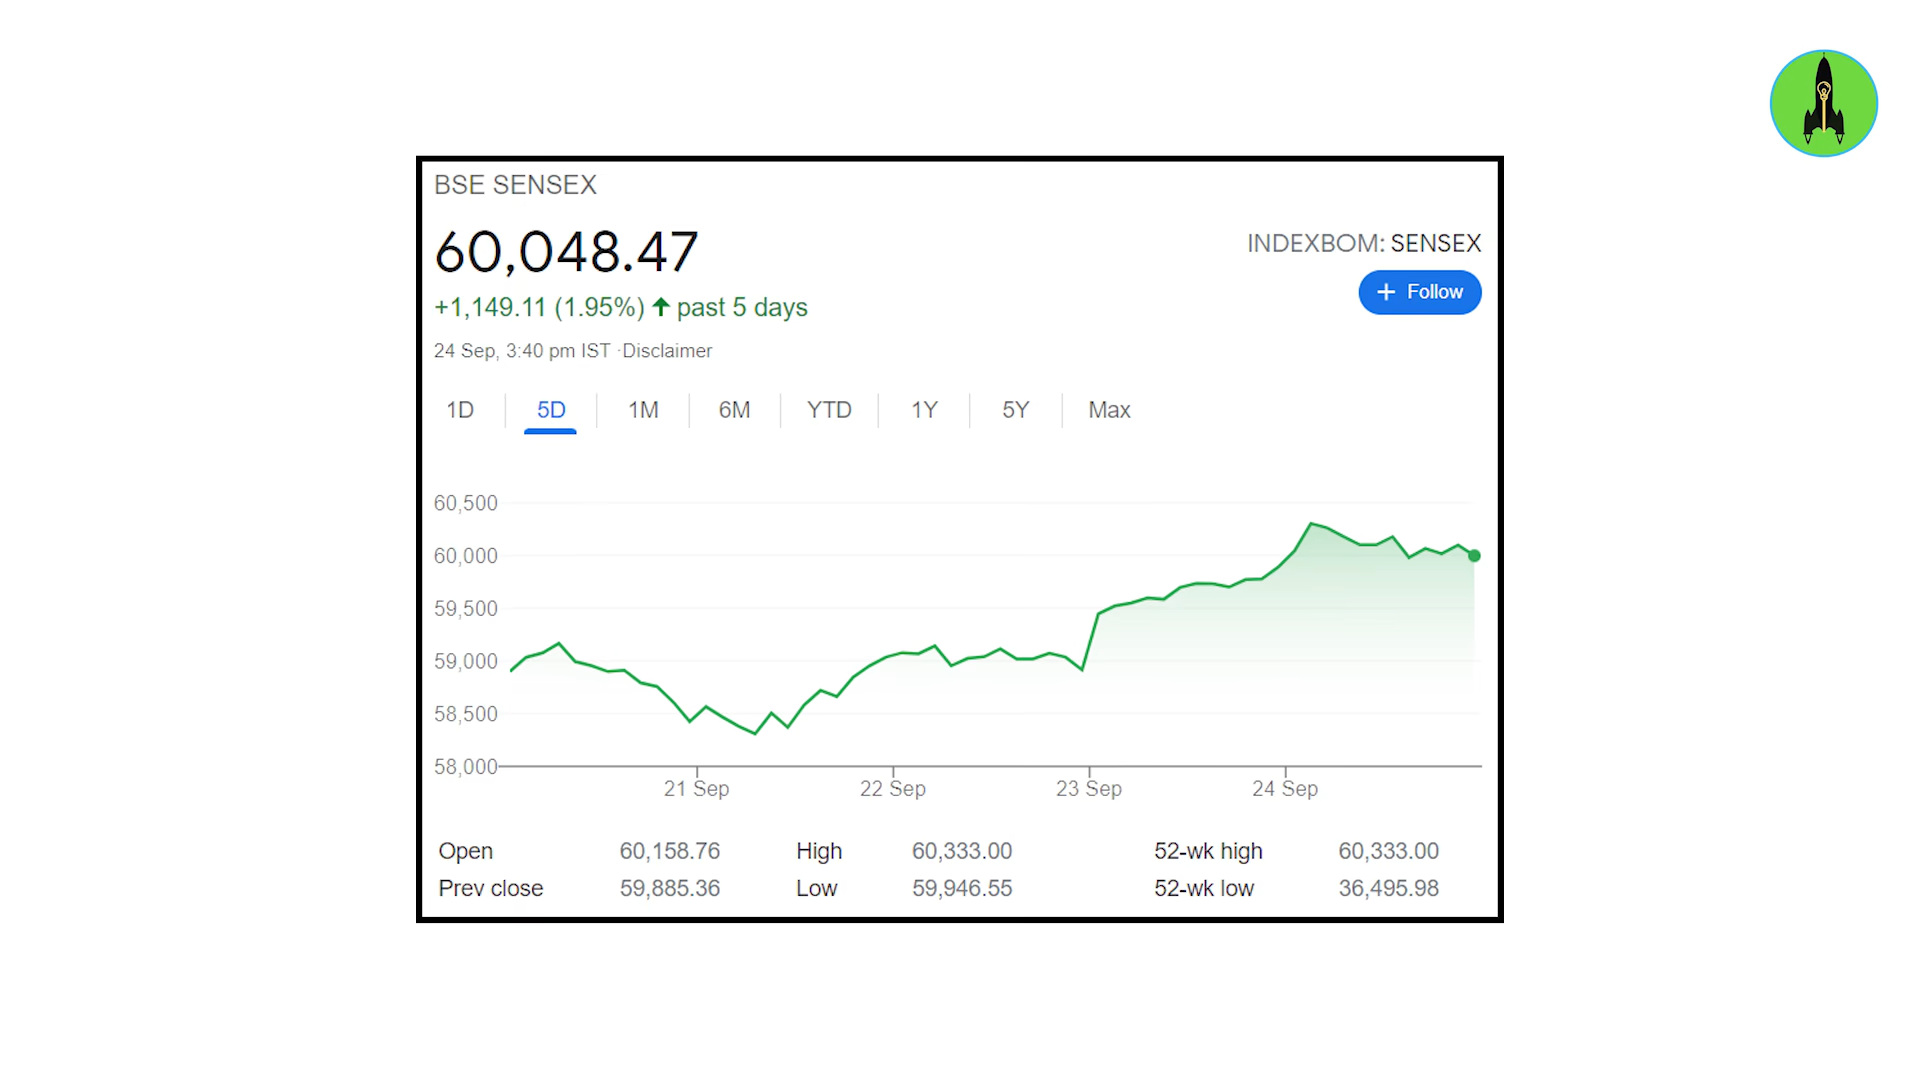 BSE SENSEX
60,048.47
INDEXBOM: SENSEX
+ Follow
+1,149.11 (1.95%) ↑ past 5 days
24 Sep, 3:40 pm IST ·Disclaimer
1D 5D 1M 6M YTD 1Y 5Y Max
60,500
60,000
59,500
59,000
58,500
58,000
21 Sep 22 Sep 23 Sep 24 Sep
Open 60,158.76 High 60,333.00 52-wk high 60,333.00
Prev close 59,885.36 Low 59,946.55 52-wk low 36,495.98